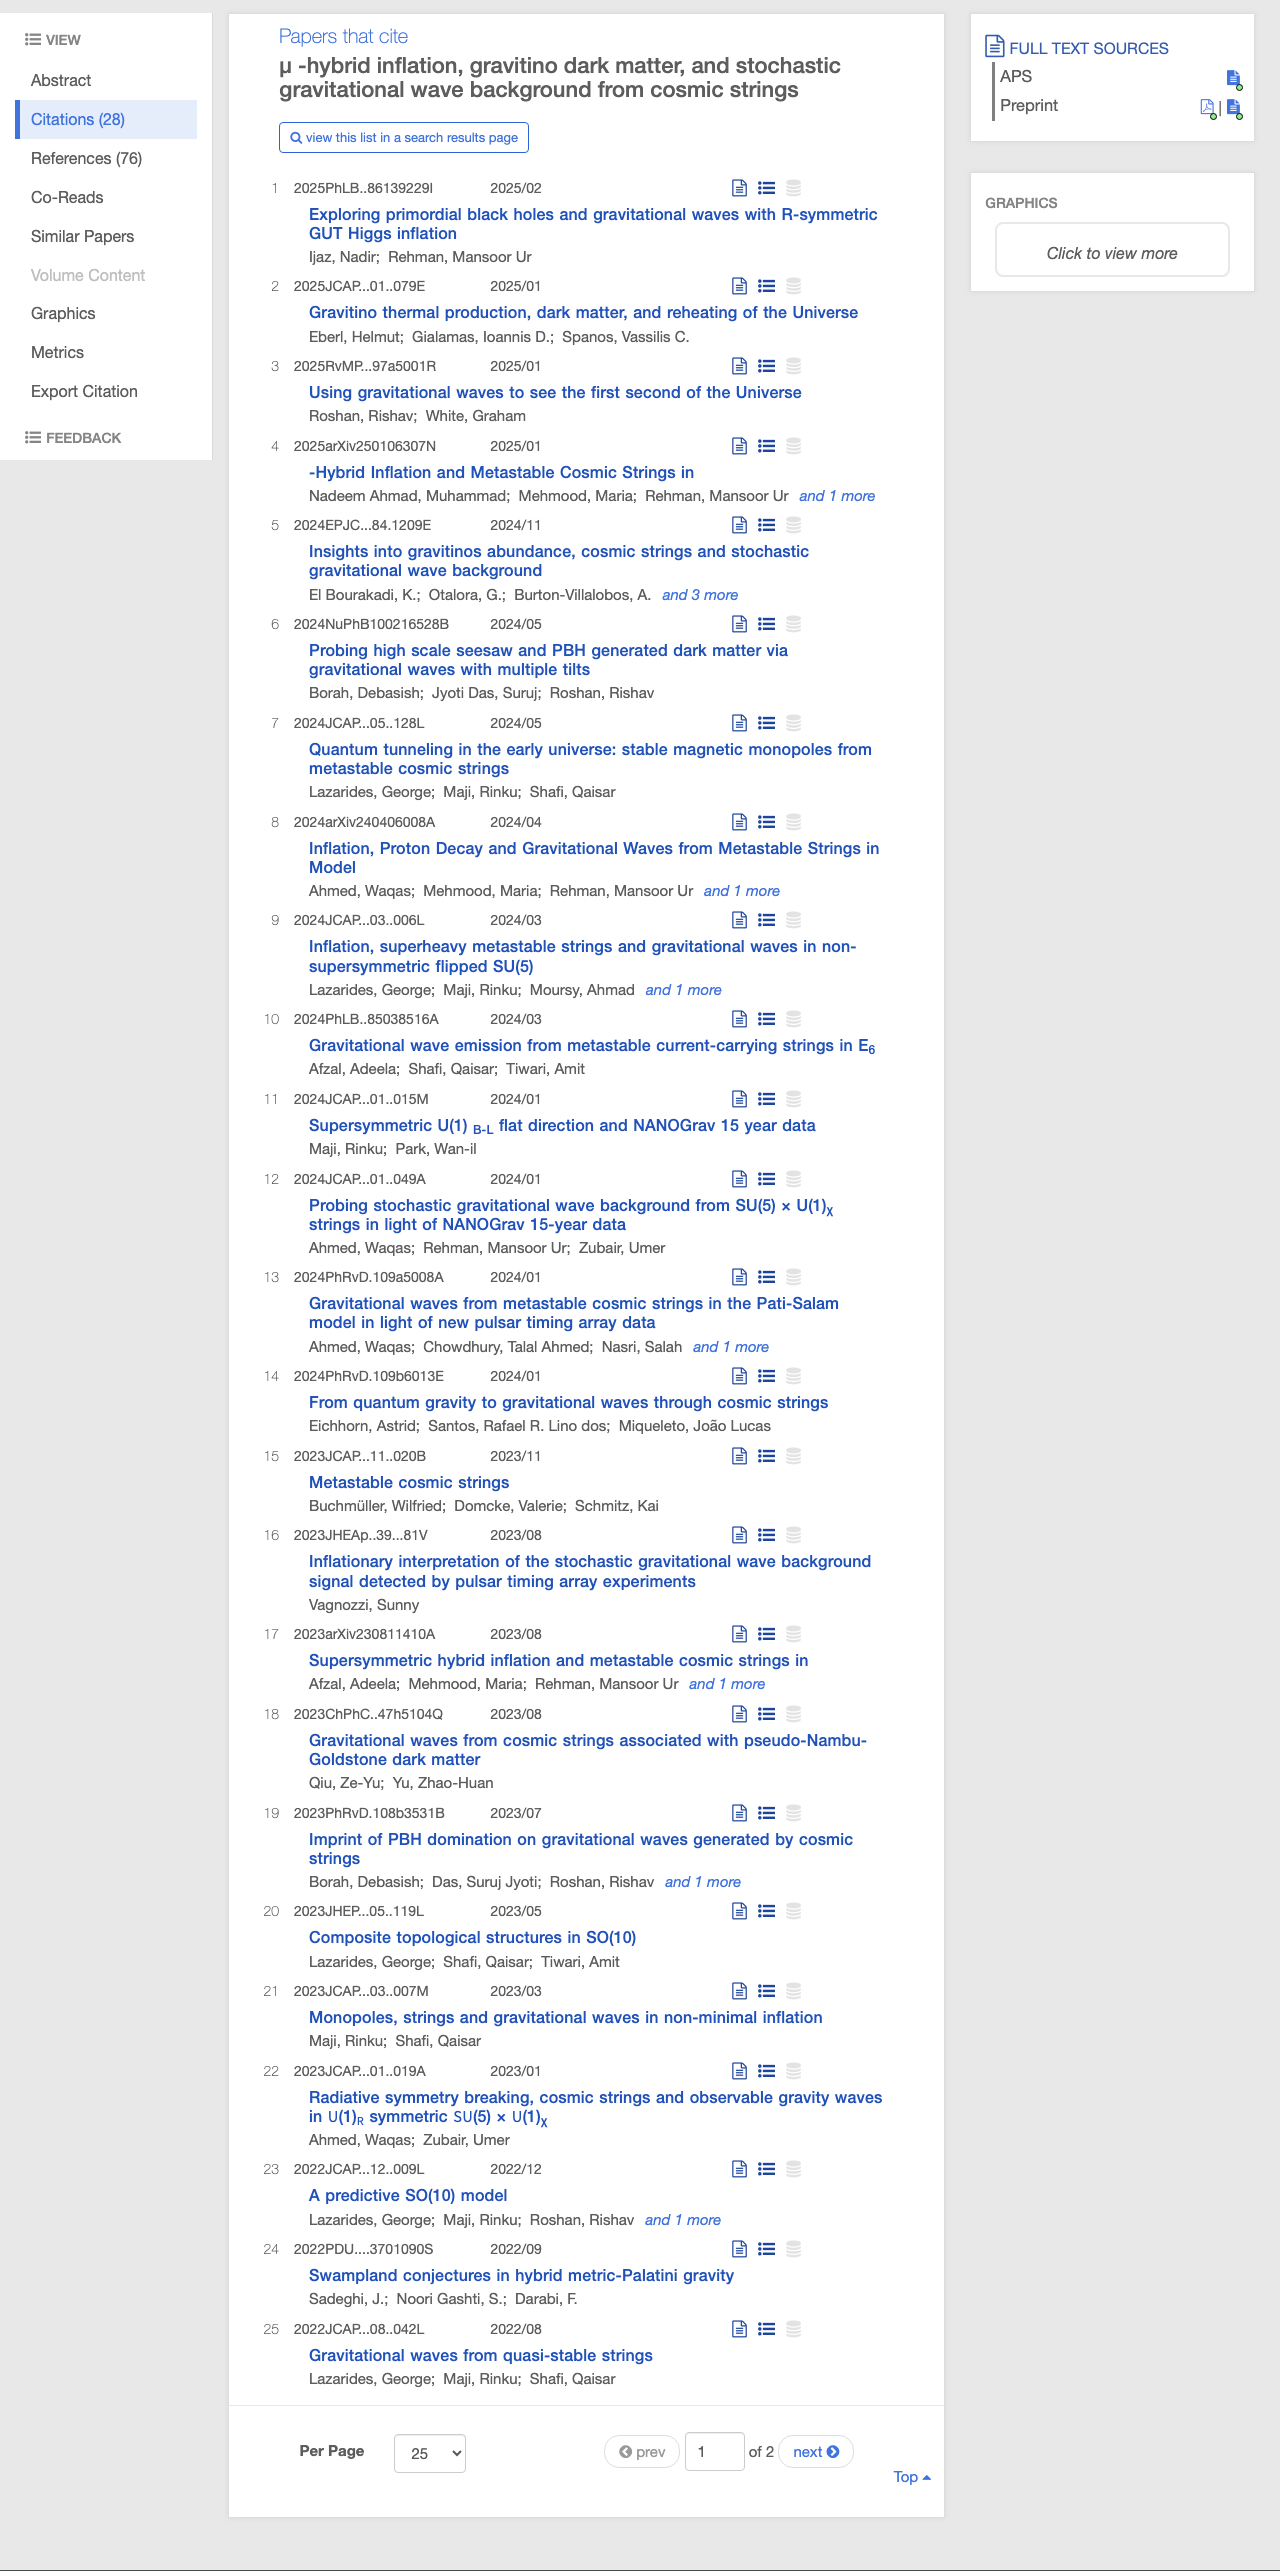 VIEW
Abstract
Citations (28)
References (76)
Co-Reads
Similar Papers
Volume Content
Graphics
Metrics
Export Citation
FEEDBACK
Papers that cite
μ -hybrid inflation, gravitino dark matter, and stochastic
gravitational wave background from cosmic strings
view this list in a search results page
1 2025PhLB..86139229I 2025/02
Exploring primordial black holes and gravitational waves with R-symmetric
GUT Higgs inflation
Ijaz, Nadir; Rehman, Mansoor Ur
2 2025JCAP...01..079E 2025/01
Gravitino thermal production, dark matter, and reheating of the Universe
Eberl, Helmut; Gialamas, Ioannis D.; Spanos, Vassilis C.
3 2025RvMP...97a5001R 2025/01
Using gravitational waves to see the first second of the Universe
Roshan, Rishav; White, Graham
4 2025arXiv250106307N 2025/01
-Hybrid Inflation and Metastable Cosmic Strings in
Nadeem Ahmad, Muhammad; Mehmood, Maria; Rehman, Mansoor Ur and 1 more
5 2024EPJC...84.1209E 2024/11
Insights into gravitinos abundance, cosmic strings and stochastic
gravitational wave background
El Bourakadi, K.; Otalora, G.; Burton-Villalobos, A. and 3 more
6 2024NuPhB100216528B 2024/05
Probing high scale seesaw and PBH generated dark matter via
gravitational waves with multiple tilts
Borah, Debasish; Jyoti Das, Suruj; Roshan, Rishav
7 2024JCAP...05..128L 2024/05
Quantum tunneling in the early universe: stable magnetic monopoles from
metastable cosmic strings
Lazarides, George; Maji, Rinku; Shafi, Qaisar
8 2024arXiv240406008A 2024/04
Inflation, Proton Decay and Gravitational Waves from Metastable Strings in
Model
Ahmed, Waqas; Mehmood, Maria; Rehman, Mansoor Ur and 1 more
9 2024JCAP...03..006L 2024/03
Inflation, superheavy metastable strings and gravitational waves in non-
supersymmetric flipped SU(5)
Lazarides, George; Maji, Rinku; Moursy, Ahmad and 1 more
10 2024PhLB..85038516A 2024/03
Gravitational wave emission from metastable current-carrying strings in E6
Afzal, Adeela; Shafi, Qaisar; Tiwari, Amit
11 2024JCAP...01..015M 2024/01
Supersymmetric U(1) B-L flat direction and NANOGrav 15 year data
Maji, Rinku; Park, Wan-il
12 2024JCAP...01..049A 2024/01
Probing stochastic gravitational wave background from SU(5) × U(1)χ
strings in light of NANOGrav 15-year data
Ahmed, Waqas; Rehman, Mansoor Ur; Zubair, Umer
13 2024PhRvD.109a5008A 2024/01
Gravitational waves from metastable cosmic strings in the Pati-Salam
model in light of new pulsar timing array data
Ahmed, Waqas; Chowdhury, Talal Ahmed; Nasri, Salah and 1 more
14 2024PhRvD.109b6013E 2024/01
From quantum gravity to gravitational waves through cosmic strings
Eichhorn, Astrid; Santos, Rafael R. Lino dos; Miqueleto, João Lucas
15 2023JCAP...11..020B 2023/11
Metastable cosmic strings
Buchmüller, Wilfried; Domcke, Valerie; Schmitz, Kai
16 2023JHEAp..39...81V 2023/08
Inflationary interpretation of the stochastic gravitational wave background
signal detected by pulsar timing array experiments
Vagnozzi, Sunny
17 2023arXiv230811410A 2023/08
Supersymmetric hybrid inflation and metastable cosmic strings in
Afzal, Adeela; Mehmood, Maria; Rehman, Mansoor Ur and 1 more
18 2023ChPhC..47h5104Q 2023/08
Gravitational waves from cosmic strings associated with pseudo-Nambu-
Goldstone dark matter
Qiu, Ze-Yu; Yu, Zhao-Huan
19 2023PhRvD.108b3531B 2023/07
Imprint of PBH domination on gravitational waves generated by cosmic
strings
Borah, Debasish; Das, Suruj Jyoti; Roshan, Rishav and 1 more
20 2023JHEP...05..119L 2023/05
Composite topological structures in SO(10)
Lazarides, George; Shafi, Qaisar; Tiwari, Amit
21 2023JCAP...03..007M 2023/03
Monopoles, strings and gravitational waves in non-minimal inflation
Maji, Rinku; Shafi, Qaisar
22 2023JCAP...01..019A 2023/01
Radiative symmetry breaking, cosmic strings and observable gravity waves
in U(1)R symmetric SU(5) × U(1)χ
Ahmed, Waqas; Zubair, Umer
23 2022JCAP...12..009L 2022/12
A predictive SO(10) model
Lazarides, George; Maji, Rinku; Roshan, Rishav and 1 more
24 2022PDU....3701090S 2022/09
Swampland conjectures in hybrid metric-Palatini gravity
Sadeghi, J.; Noori Gashti, S.; Darabi, F.
25 2022JCAP...08..042L 2022/08
Gravitational waves from quasi-stable strings
Lazarides, George; Maji, Rinku; Shafi, Qaisar
Per Page 25 prev 1 of 2 next
Top
FULL TEXT SOURCES
APS
Preprint |
GRAPHICS
Click to view more